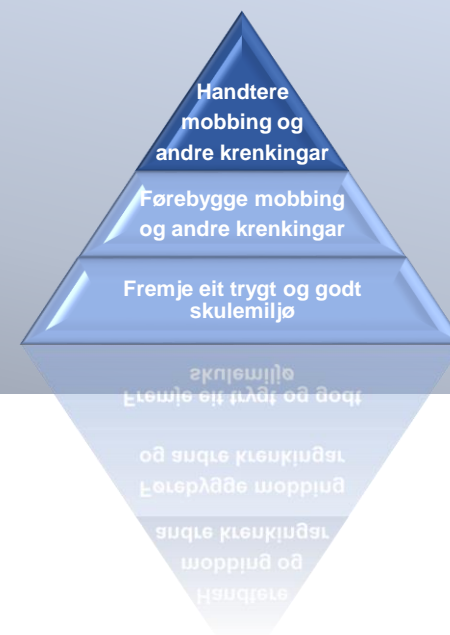 Handtere
mobbing og
andre krenkingar
Førebygge mobbing
og andre krenkingar
Fremje eit trygt og godt
skulemiljø